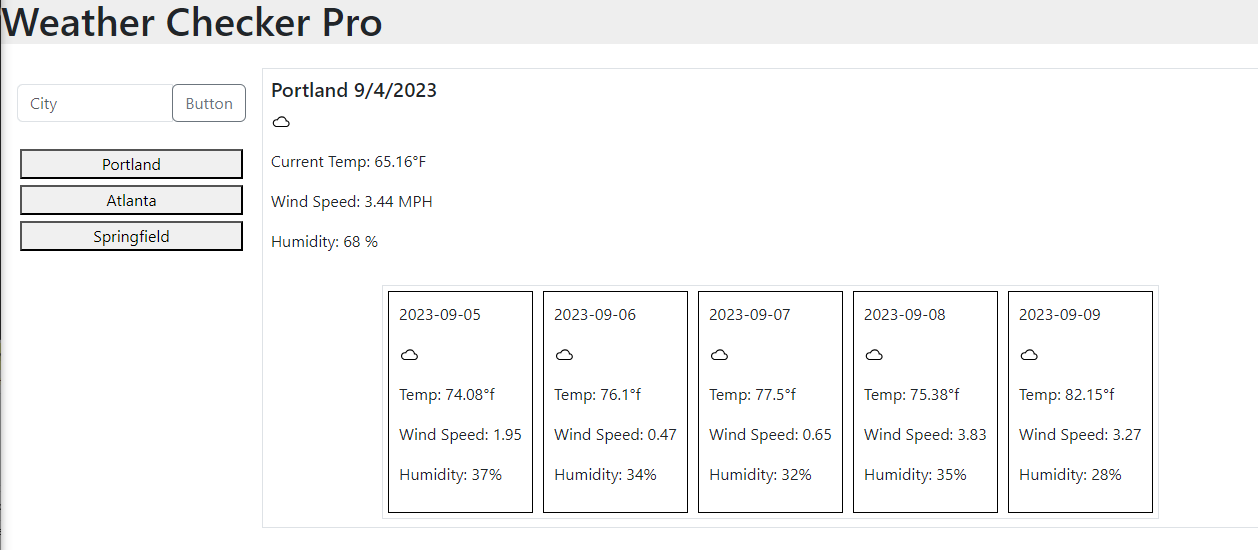 Weather Checker Pro
City
Button
Portland
Atlanta
Springfield
Portland 9/4/2023
Current Temp: 65.16°F
Wind Speed: 3.44 MPH
Humidity: 68 %
2023-09-05
Temp: 74.08°f
Wind Speed: 1.95
Humidity: 37%
2023-09-06
Temp: 76.1°f
Wind Speed: 0.47
Humidity: 34%
2023-09-07
Temp: 77.5°f
Wind Speed: 0.65
Humidity: 32%
2023-09-08
Temp: 75.38°f
Wind Speed: 3.83
Humidity: 35%
2023-09-09
Temp: 82.15°f
Wind Speed: 3.27
Humidity: 28%